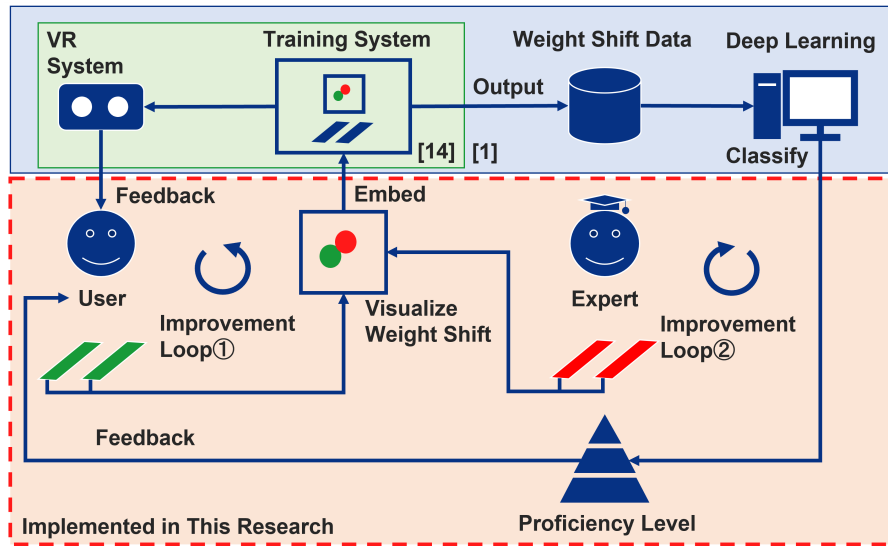 VR
System
Training System
Weight Shift Data
Deep Learning
Output
[14]
[1]
Classify
Feedback
Embed
User
Visualize
Weight Shift
Expert
Improvement
Loop①
Improvement
Loop②
Feedback
Proficiency Level
Implemented in This Research